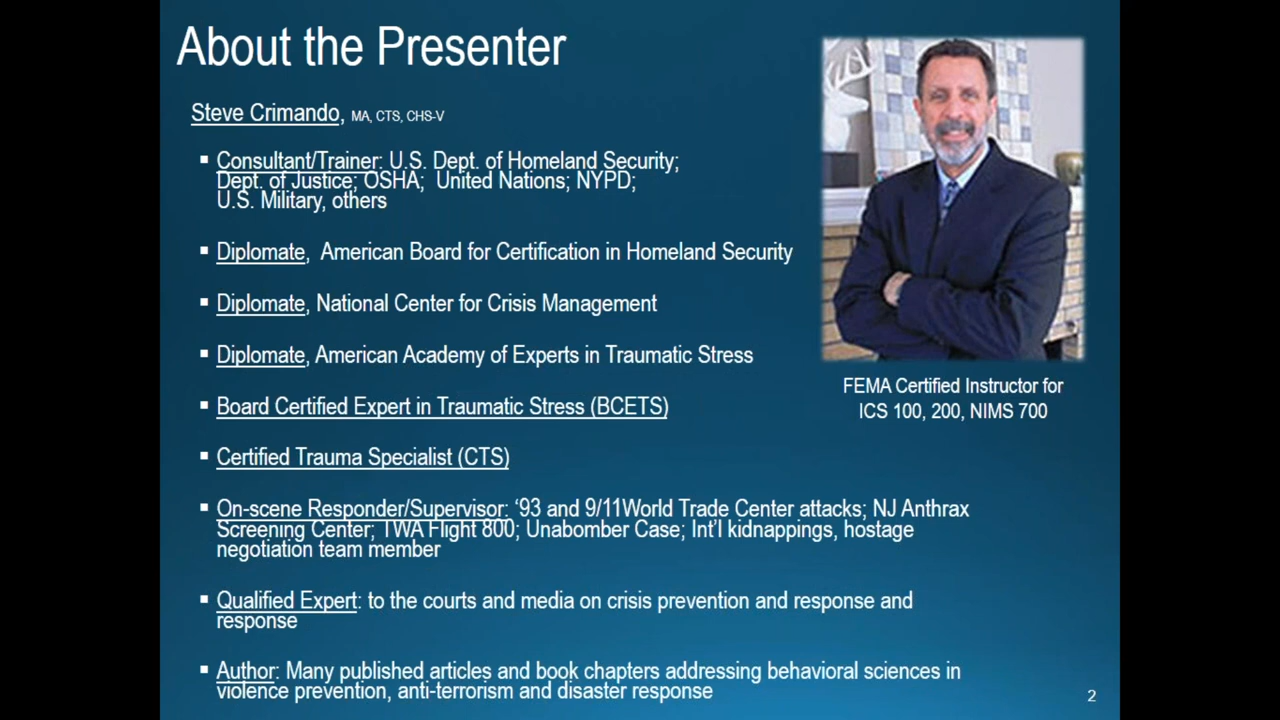 About the Presenter
Steve Crimando, MA, CTS, CHS-V
▪ Consultant/Trainer: U.S. Dept. of Homeland Security;
Dept. of Justice; OSHA; United Nations; NYPD;
U.S. Military, others
▪ Diplomate, American Board for Certification in Homeland Security
▪ Diplomate, National Center for Crisis Management
▪ Diplomate, American Academy of Experts in Traumatic Stress
▪ Board Certified Expert in Traumatic Stress (BCETS)
▪ Certified Trauma Specialist (CTS)
▪ On-scene Responder/Supervisor: ‘93 and 9/11World Trade Center attacks; NJ Anthrax
Screening Center; TWA Flight 800; Unabomber Case; Int’l kidnappings, hostage
negotiation team member
▪ Qualified Expert: to the courts and media on crisis prevention and response and
response
▪ Author: Many published articles and book chapters addressing behavioral sciences in
violence prevention, anti-terrorism and disaster response
FEMA Certified Instructor for
ICS 100, 200, NIMS 700
2